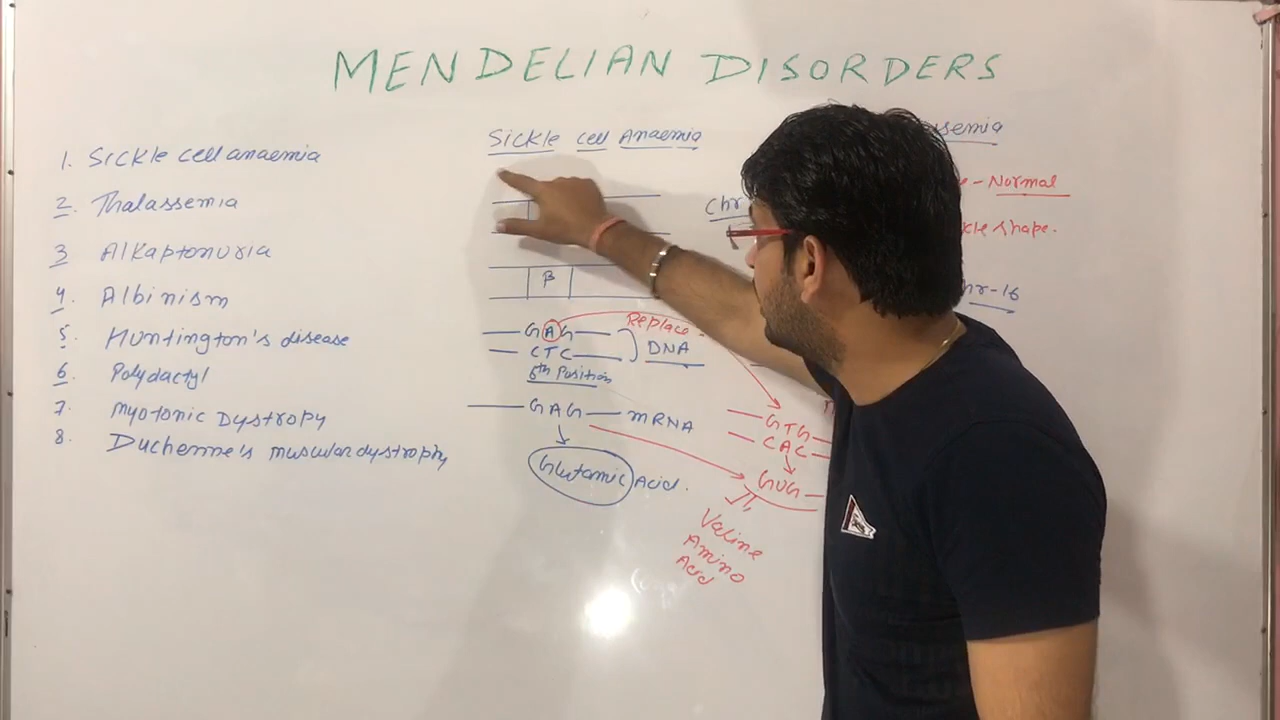 MENDELIAN DISORDERS
1. Sickle cell anaemia
2. Thalassemia
3 Alkaptonuria
4. Albinism
5. Huntington's disease
6. Polydactyl
7. Myotonic Dystropy
8. Duchenne's muscular dystrophy
Sickle cell Anaemia
β
GAG
CTC
DNA
6th Position
GAG mRNA
Glutamic Acid.
Replace
Chr
GTG
CAC
GUG
Valine
Amino
Acid
Normal
shape.
16